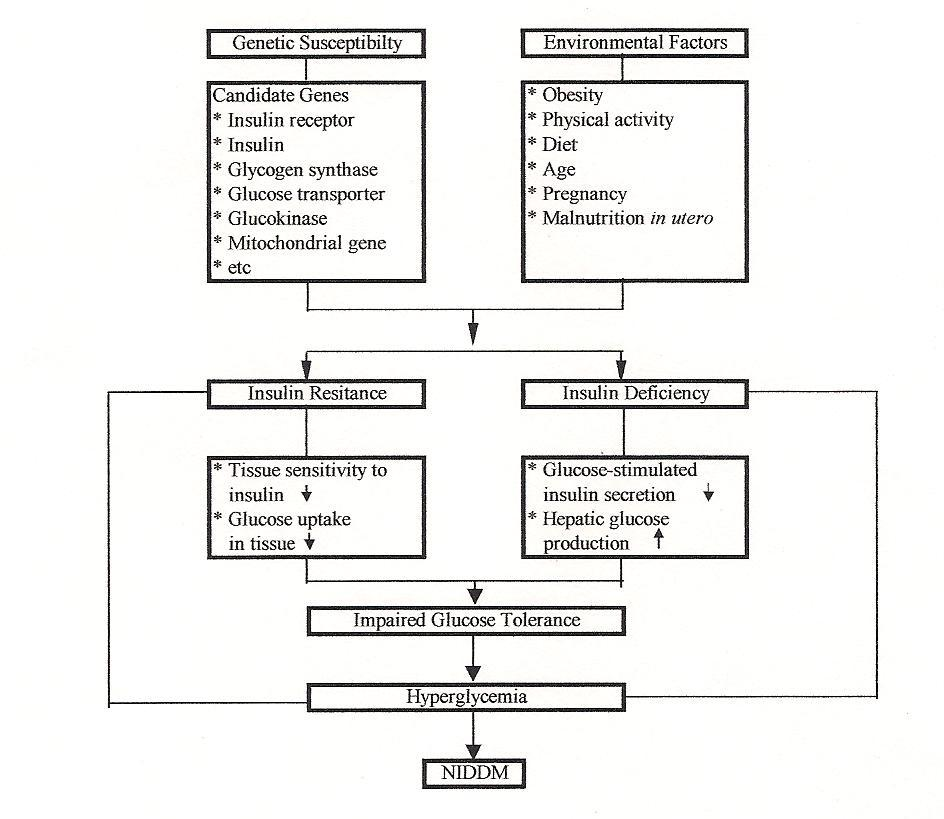 Genetic Susceptibilty
Environmental Factors
Candidate Genes
* Insulin receptor
* Insulin
* Glycogen synthase
* Glucose transporter
* Glucokinase
* Mitochondrial gene
* etc
* Obesity
* Physical activity
* Diet
* Age
* Pregnancy
* Malnutrition in utero
Insulin Resitance
Insulin Deficiency
* Tissue sensitivity to
insulin ↓
* Glucose uptake
in tissue ↓
* Glucose-stimulated
insulin secretion ↓
* Hepatic glucose
production ↑
Impaired Glucose Tolerance
Hyperglycemia
NIDDM